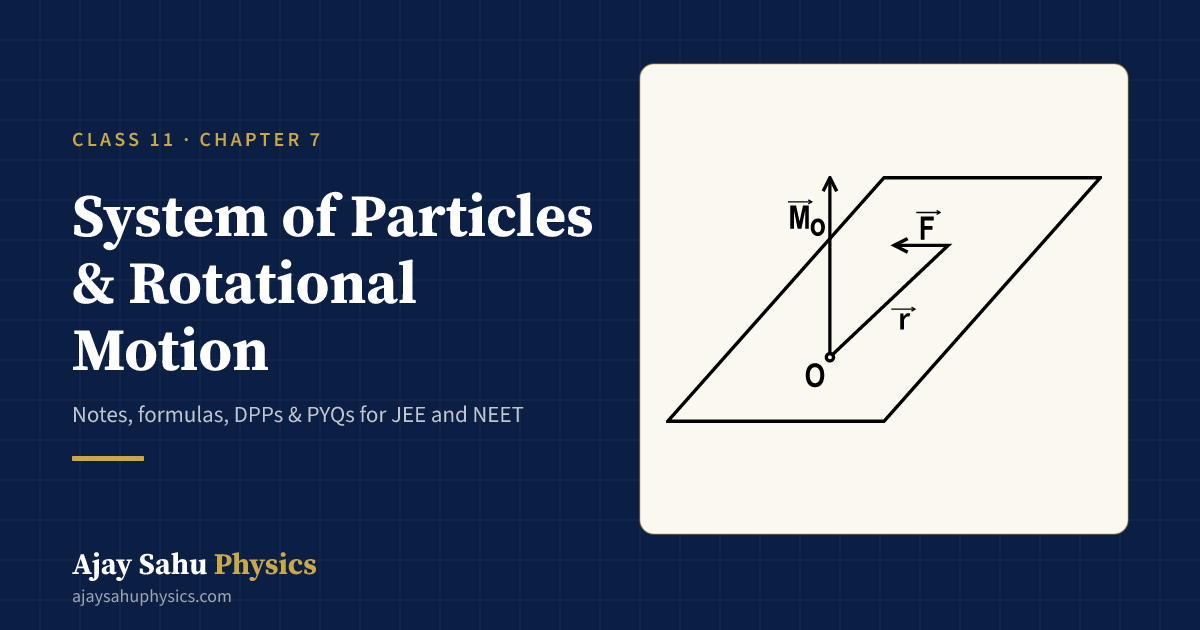 CLASS 11 · CHAPTER 7
System of Particles
& Rotational
Motion
Notes, formulas, DPPs & PYQs for JEE and NEET
Ajay Sahu Physics
ajaysahuphysics.com
M⃗o
F⃗
r⃗
O